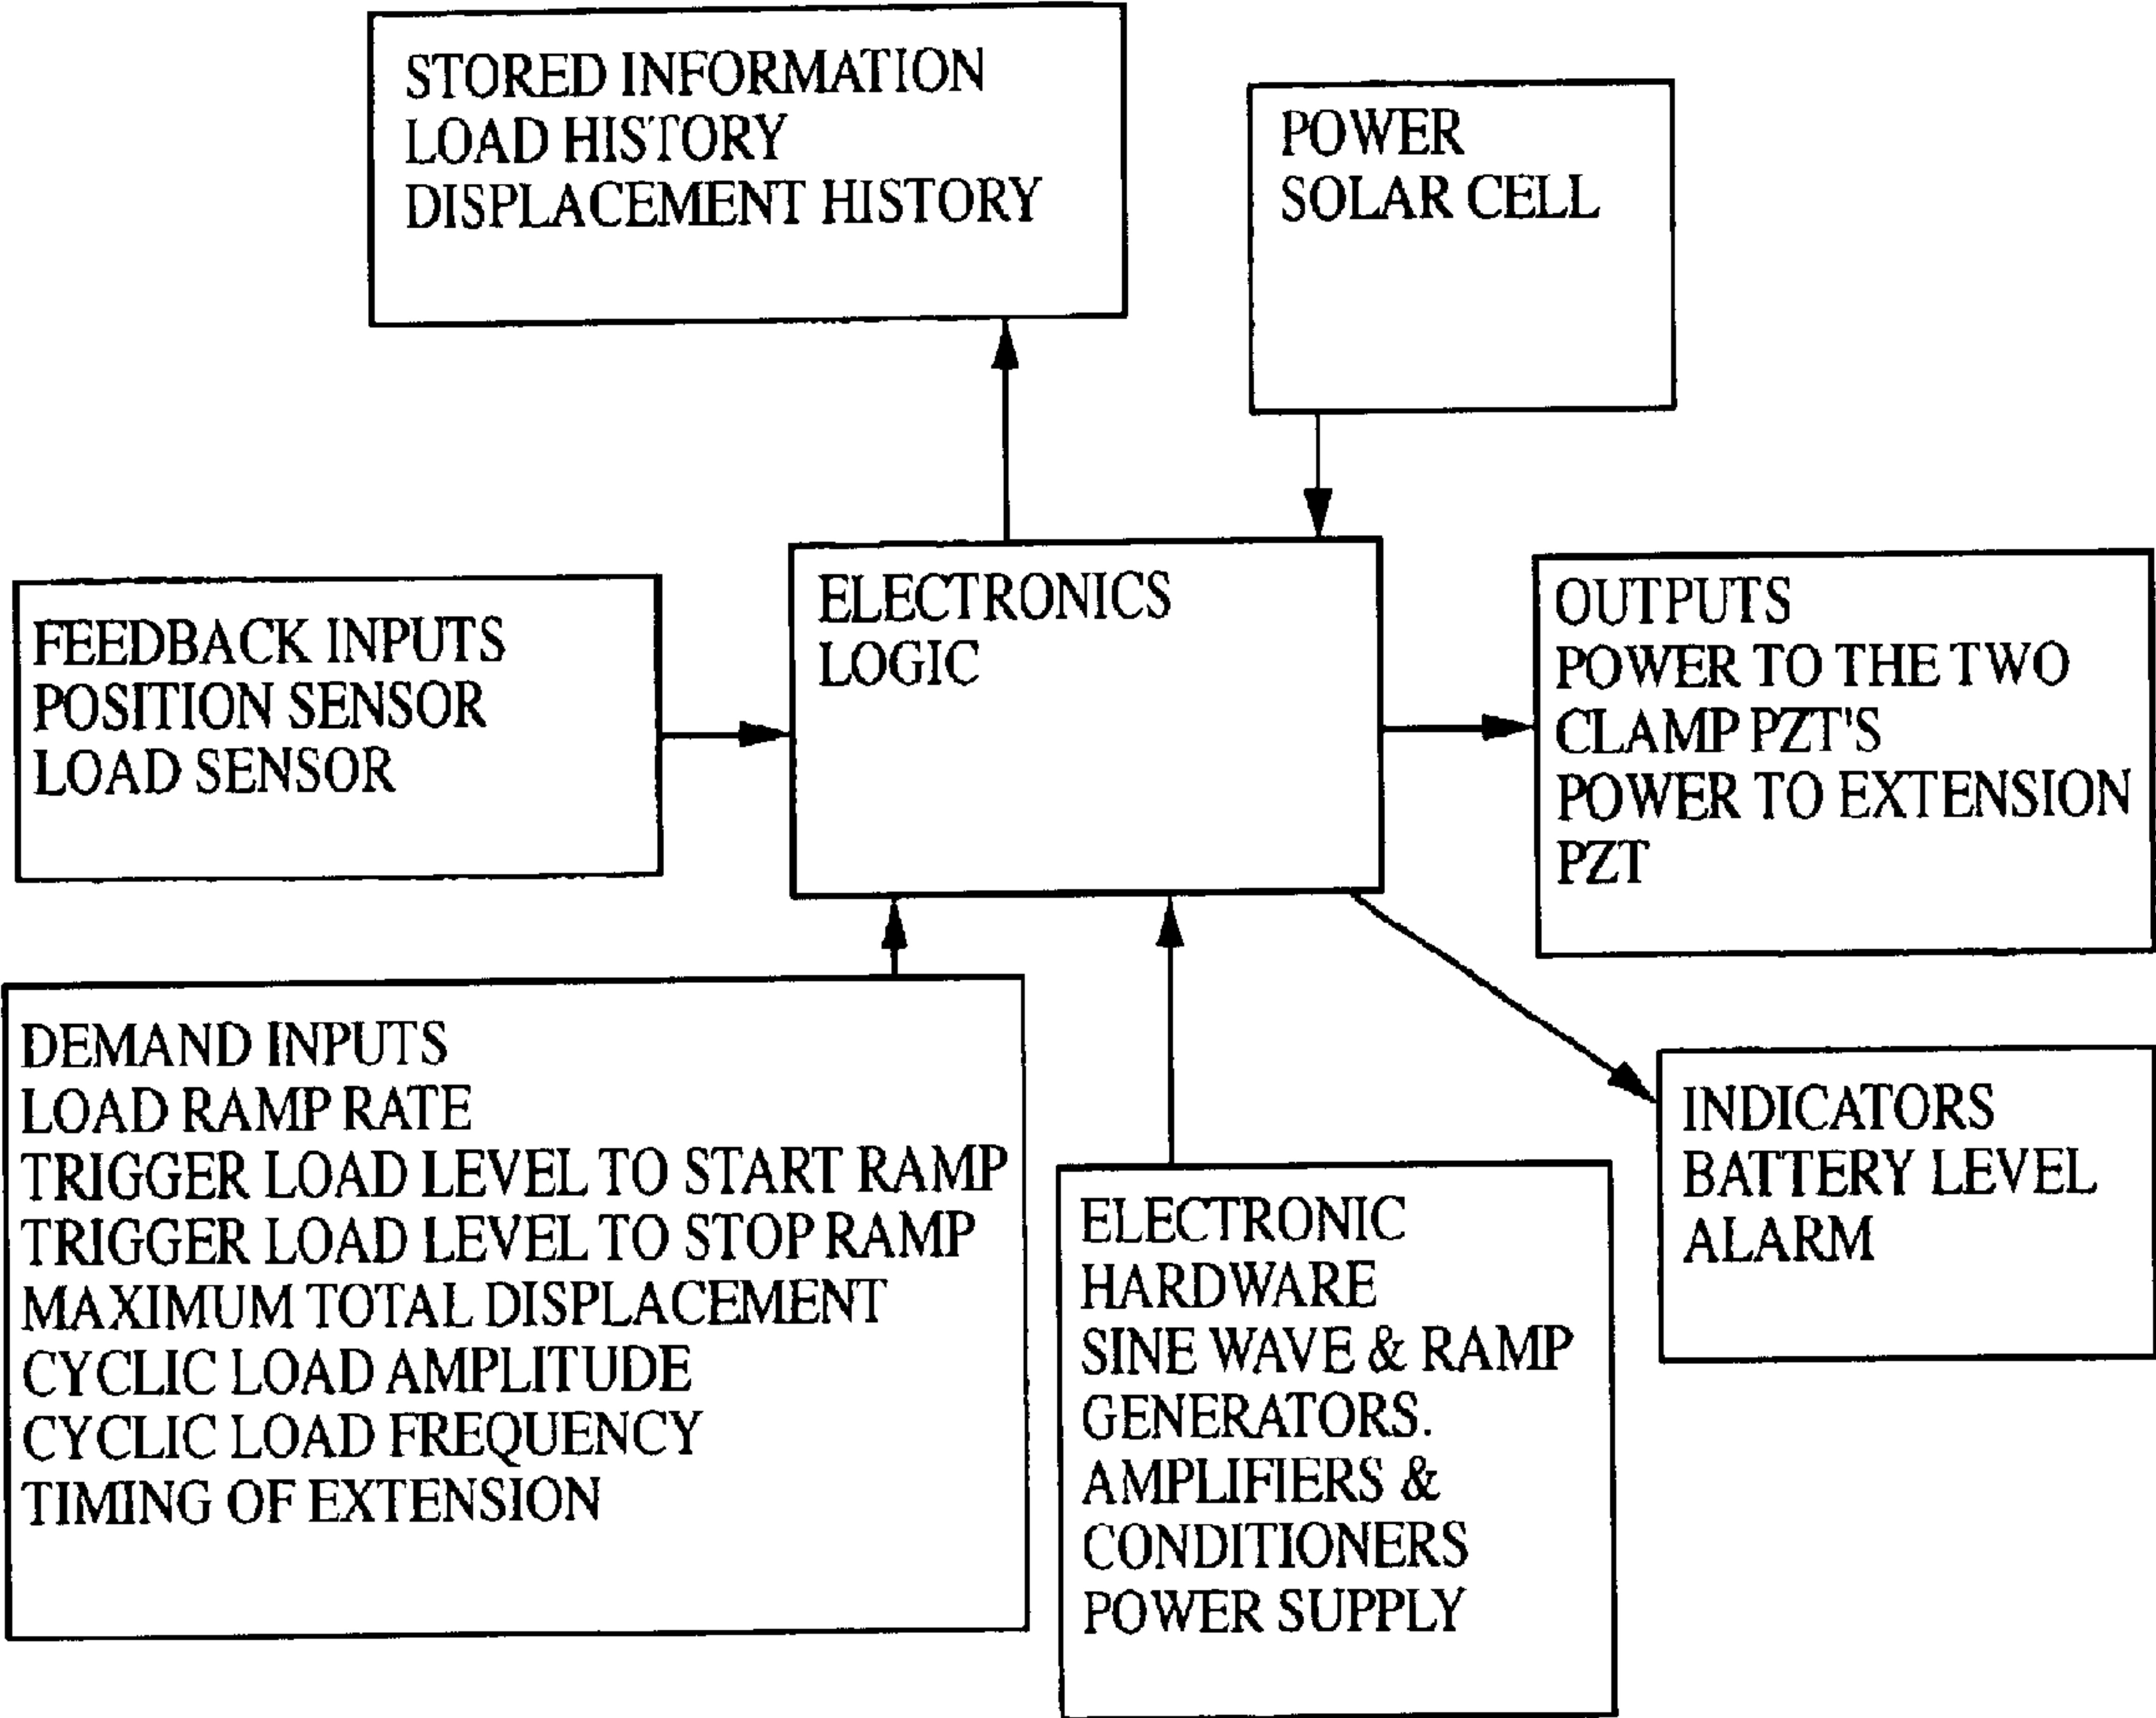 STORED INFORMATION
LOAD HISTORY
DISPLACEMENT HISTORY
POWER
SOLAR CELL
FEEDBACK INPUTS
POSITION SENSOR
LOAD SENSOR
ELECTRONICS
LOGIC
OUTPUTS
POWER TO THE TWO
CLAMP PZT'S
POWER TO EXTENSION
PZT
DEMAND INPUTS
LOAD RAMP RATE
TRIGGER LOAD LEVEL TO START RAMP
TRIGGER LOAD LEVEL TO STOP RAMP
MAXIMUM TOTAL DISPLACEMENT
CYCLIC LOAD AMPLITUDE
CYCLIC LOAD FREQUENCY
TIMING OF EXTENSION
ELECTRONIC
HARDWARE
SINE WAVE & RAMP
GENERATORS.
AMPLIFIERS &
CONDITIONERS
POWER SUPPLY
INDICATORS
BATTERY LEVEL
ALARM